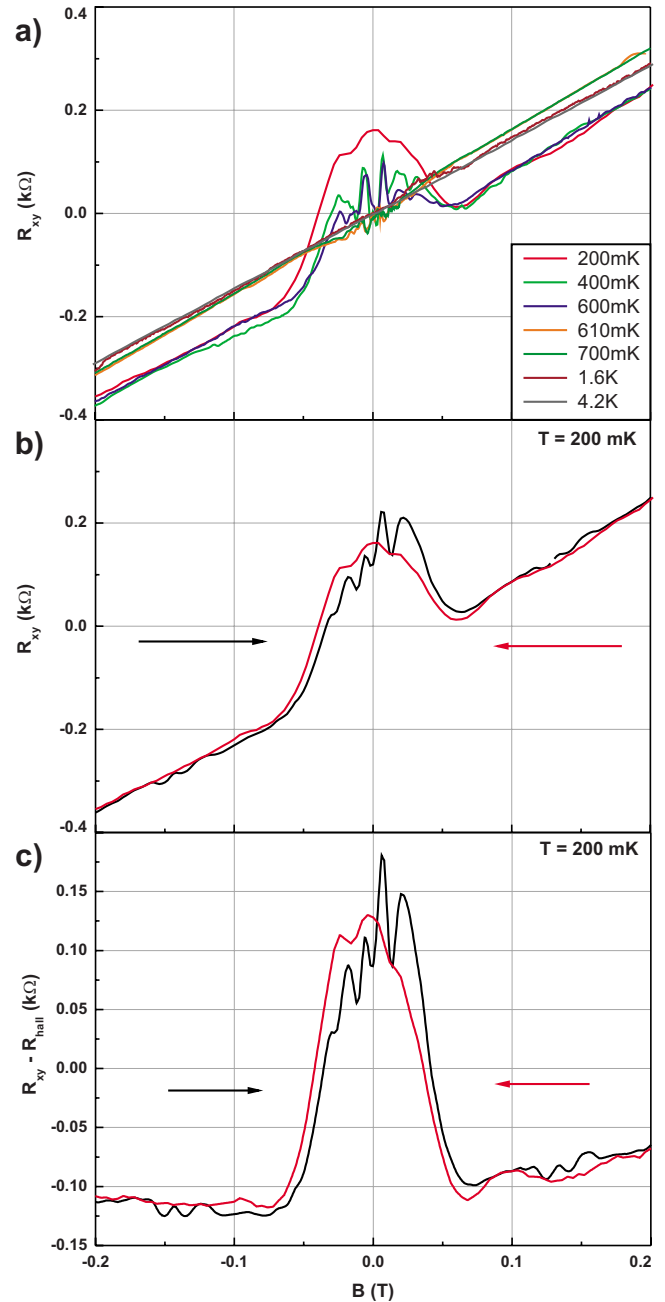 a)
0.4
0.2
0.0
-0.2
-0.4
R_xy (kΩ)
200mK
400mK
600mK
610mK
700mK
1.6K
4.2K
b)
T = 200 mK
0.2
0.0
-0.2
-0.4
R_xy (kΩ)
c)
T = 200 mK
0.15
0.10
0.05
0.00
-0.05
-0.10
-0.15
R_xy - R_hall (kΩ)
-0.2 -0.1 0.0 0.1 0.2
B (T)